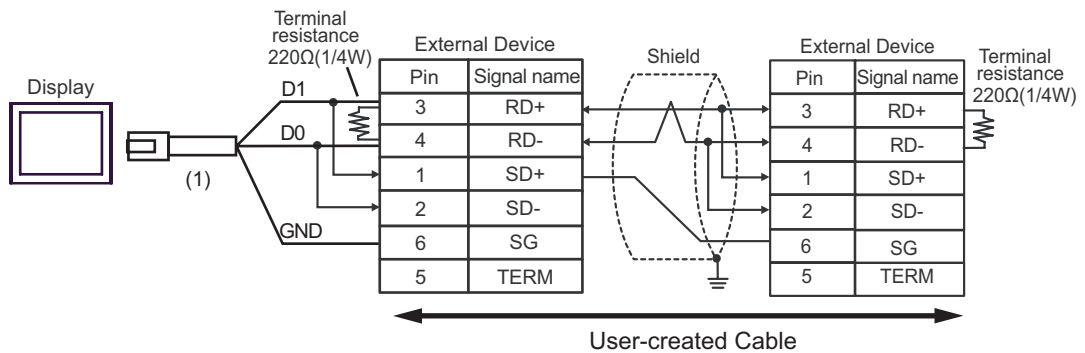 Display
(1)
D1
D0
GND
Terminal
resistance
220Ω(1/4W)
External Device
Pin Signal name
3 RD+
4 RD-
1 SD+
2 SD-
6 SG
5 TERM
Shield
External Device
Pin Signal name
3 RD+
4 RD-
1 SD+
2 SD-
6 SG
5 TERM
Terminal
resistance
220Ω(1/4W)
User-created Cable